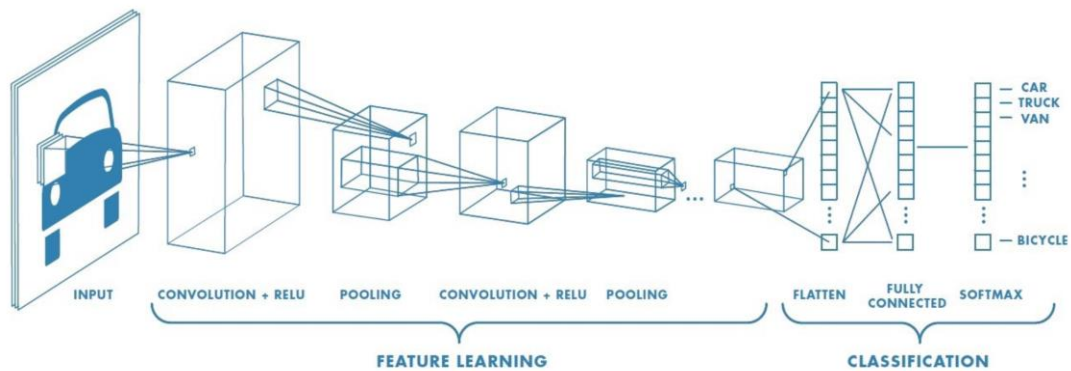 CAR
TRUCK
VAN
BICYCLE
INPUT
CONVOLUTION + RELU
POOLING
CONVOLUTION + RELU
POOLING
FLATTEN
FULLY
CONNECTED
SOFTMAX
FEATURE LEARNING
CLASSIFICATION